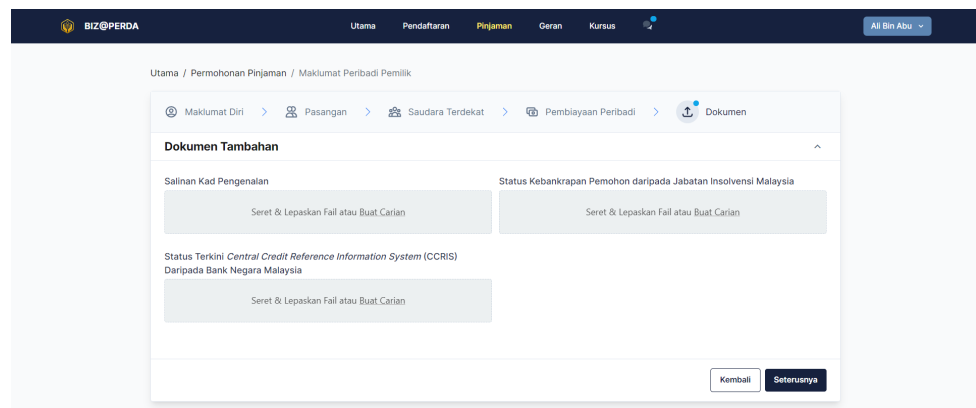 BIZ@PERDA Utama Pendaftaran Pinjaman Geran Kursus Ali Bin Abu
Utama / Permohonan Pinjaman / Maklumat Peribadi Pemilik
Maklumat Diri > Pasangan > Saudara Terdekat > Pembiayaan Peribadi > Dokumen
Dokumen Tambahan
Salinan Kad Pengenalan
Seret & Lepaskan Fail atau Buat Carian
Status Kebankrapan Pemohon daripada Jabatan Insolvensi Malaysia
Seret & Lepaskan Fail atau Buat Carian
Status Terkini Central Credit Reference Information System (CCRIS)
Daripada Bank Negara Malaysia
Seret & Lepaskan Fail atau Buat Carian
Kembali Seterusnya